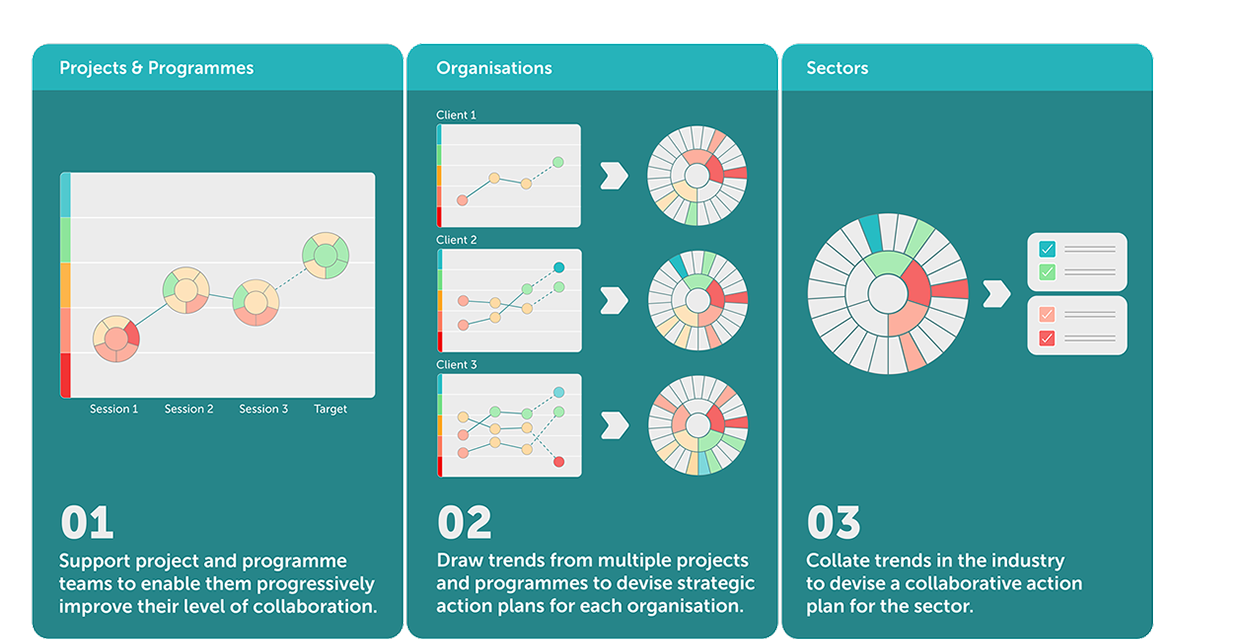 Projects & Programmes
Session 1
Session 2
Session 3
Target
01
Support project and programme
teams to enable them progressively
improve their level of collaboration.
Organisations
Client 1
Client 2
Client 3
02
Draw trends from multiple projects
and programmes to devise strategic
action plans for each organisation.
Sectors
03
Collate trends in the industry
to devise a collaborative action
plan for the sector.